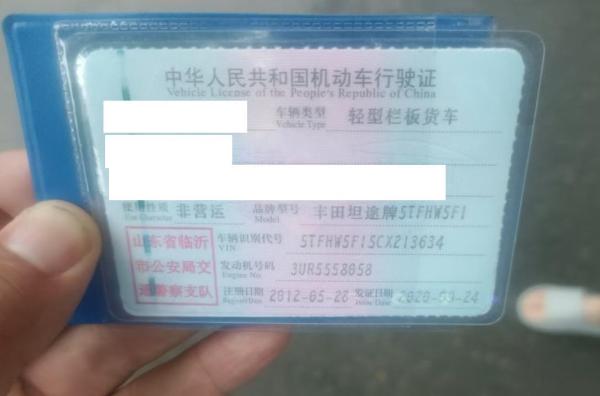 中华人民共和国机动车行驶证
Vehicle License of the People's Republic of China
车辆类型 轻型栏板货车
Vehicle Type
使用性质 非营运 品牌型号 丰田坦途牌5TFHW5F1
Use Character Model
山东省临沂 车辆识别代号 5TFHW5F15CX213634
VIN
市公安局交 发动机号码 3UR5558058
Engine No.
通警察支队 注册日期 2012-05-28 发证日期 2020-09-24
Register Date Issue Date